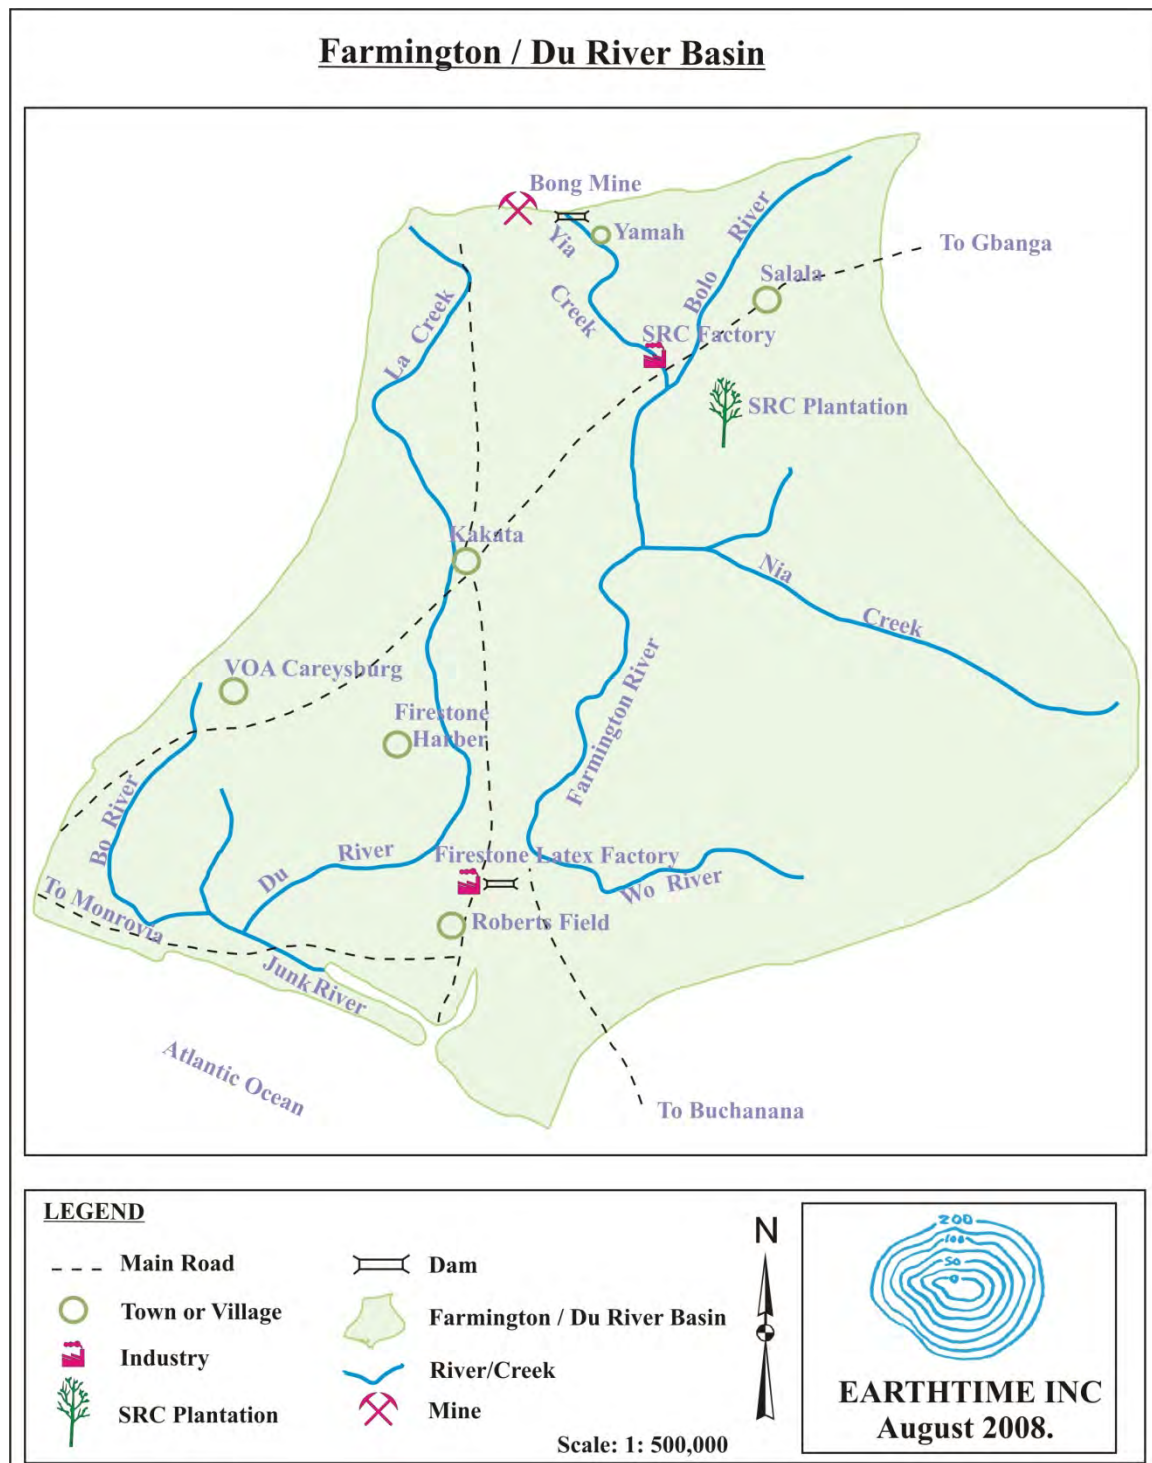 Farmington / Du River Basin
Bong Mine
Yia
Creek
Yamah
Bolo
River
To Gbanga
Salala
La Creek
SRC Factory
SRC Plantation
Kakata
Nia
Creek
VOA Careysburg
Firestone
Harber
Farmington River
Bo River
Du
River
Firestone Latex Factory
Wo River
To Monrovia
Roberts Field
Junk River
Atlantic Ocean
To Buchanana
LEGEND
Main Road
Town or Village
Industry
SRC Plantation
Dam
Farmington / Du River Basin
River/Creek
Mine
Scale: 1: 500,000
N
200
100
50
0
EARTHTIME INC
August 2008.